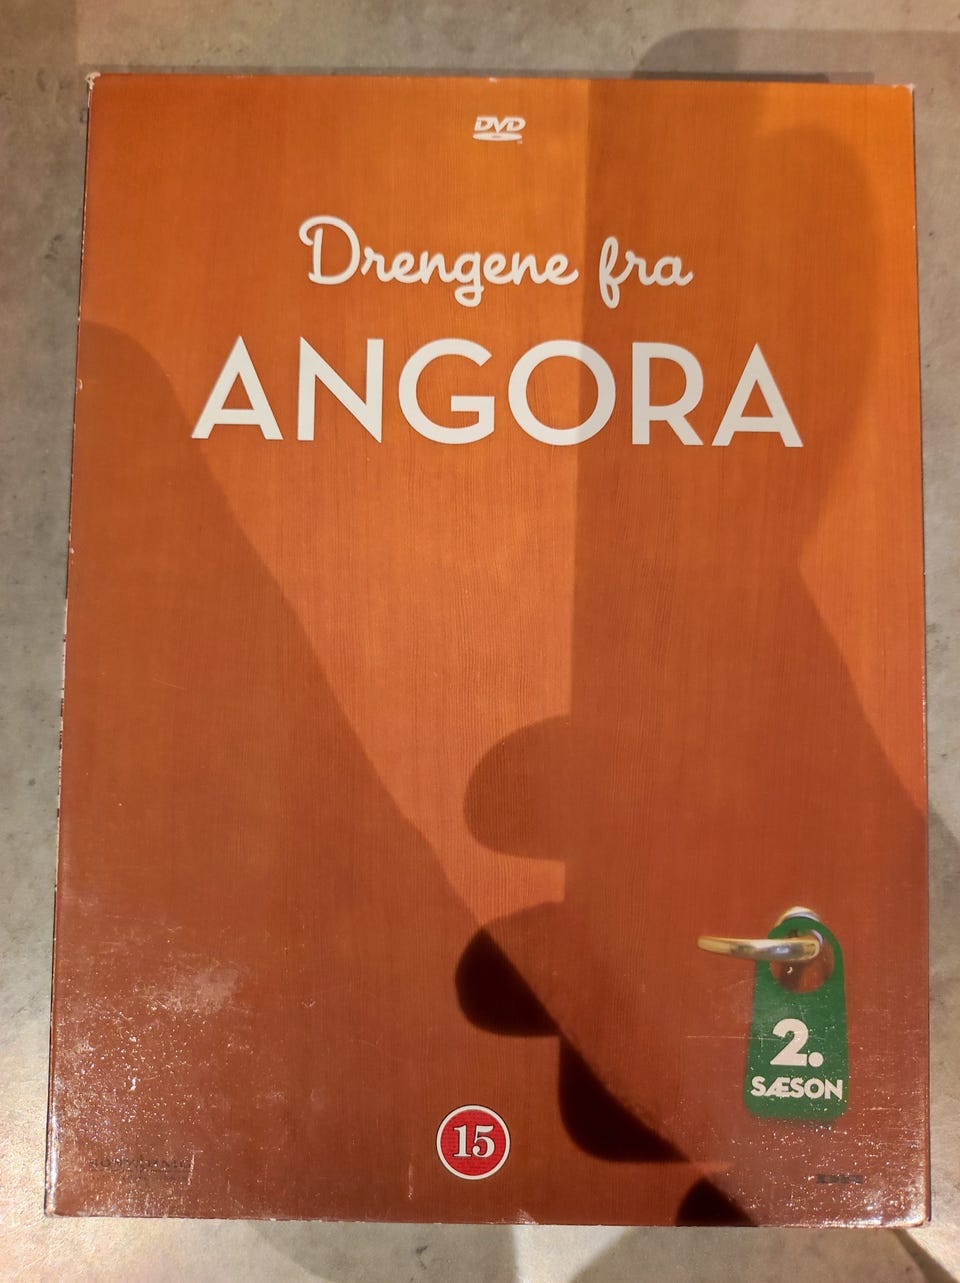 DVD
Drengene fra
ANGORA
2.
SÆSON
15